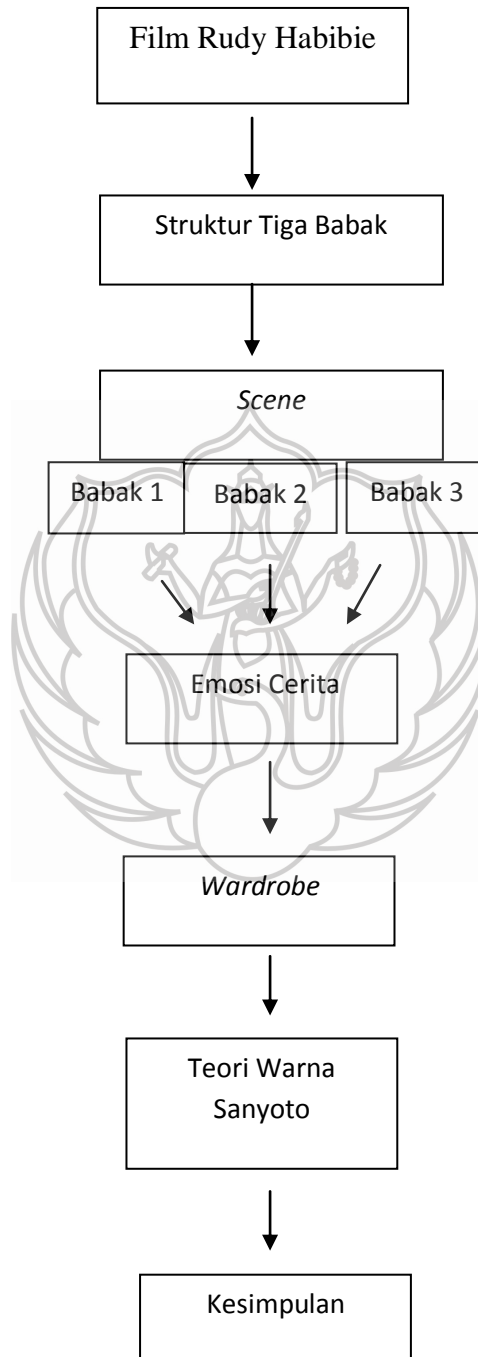 Film Rudy Habibie
Struktur Tiga Babak
Scene
Babak 1
Babak 2
Babak 3
Emosi Cerita
Wardrobe
Teori Warna
Sanyoto
Kesimpulan